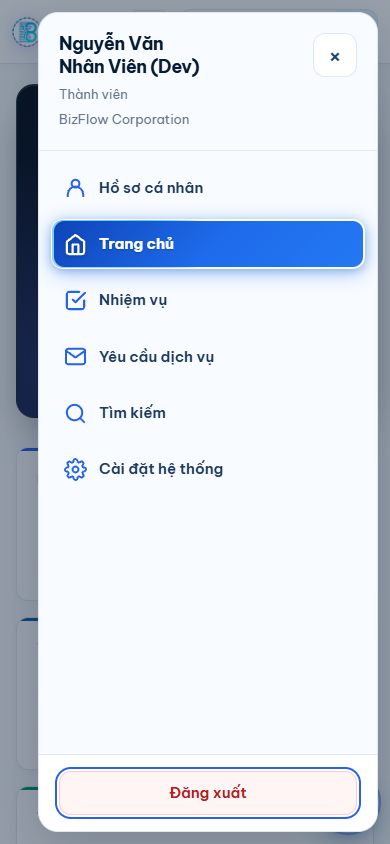 Nguyễn Văn
Nhân Viên (Dev)
×
Thành viên
BizFlow Corporation
Hồ sơ cá nhân
Trang chủ
Nhiệm vụ
Yêu cầu dịch vụ
Tìm kiếm
Cài đặt hệ thống
Đăng xuất